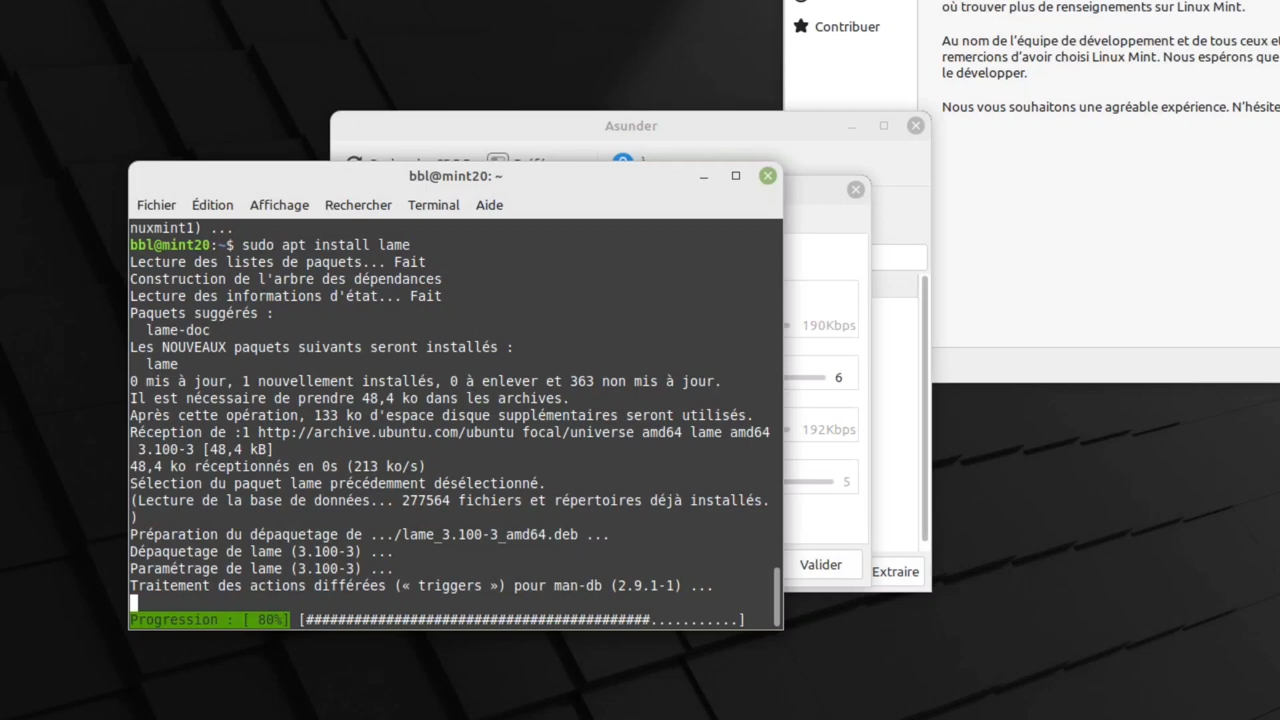 où trouver plus de renseignements sur Linux Mint.
Contribuer
Au nom de l'équipe de développement et de tous ceux
remercions d'avoir choisi Linux Mint. Nous espérons que
le développer.
Nous vous souhaitons une agréable expérience. N'hésite
Asunder
bbl@mint20: ~
Fichier Édition Affichage Rechercher Terminal Aide
nuxmint1) ...
bbl@mint20:~$ sudo apt install lame
Lecture des listes de paquets... Fait
Construction de l'arbre des dépendances
Lecture des informations d'état... Fait
Paquets suggérés :
lame-doc
Les NOUVEAUX paquets suivants seront installés :
lame
0 mis à jour, 1 nouvellement installés, 0 à enlever et 363 non mis à jour.
Il est nécessaire de prendre 48,4 ko dans les archives.
Après cette opération, 133 ko d'espace disque supplémentaires seront utilisés.
Réception de :1 http://archive.ubuntu.com/ubuntu focal/universe amd64 lame amd64
3.100-3 [48,4 kB]
48,4 ko réceptionnés en 0s (213 ko/s)
Sélection du paquet lame précédemment désélectionné.
(Lecture de la base de données... 277564 fichiers et répertoires déjà installés.
)
Préparation du dépaquetage de .../lame_3.100-3_amd64.deb ...
Dépaquetage de lame (3.100-3) ...
Paramétrage de lame (3.100-3) ...
Traitement des actions différées (« triggers ») pour man-db (2.9.1-1) ...
Progression : [ 80%] [###########################################...........]
190Kbps
6
192Kbps
5
Valider
Extraire